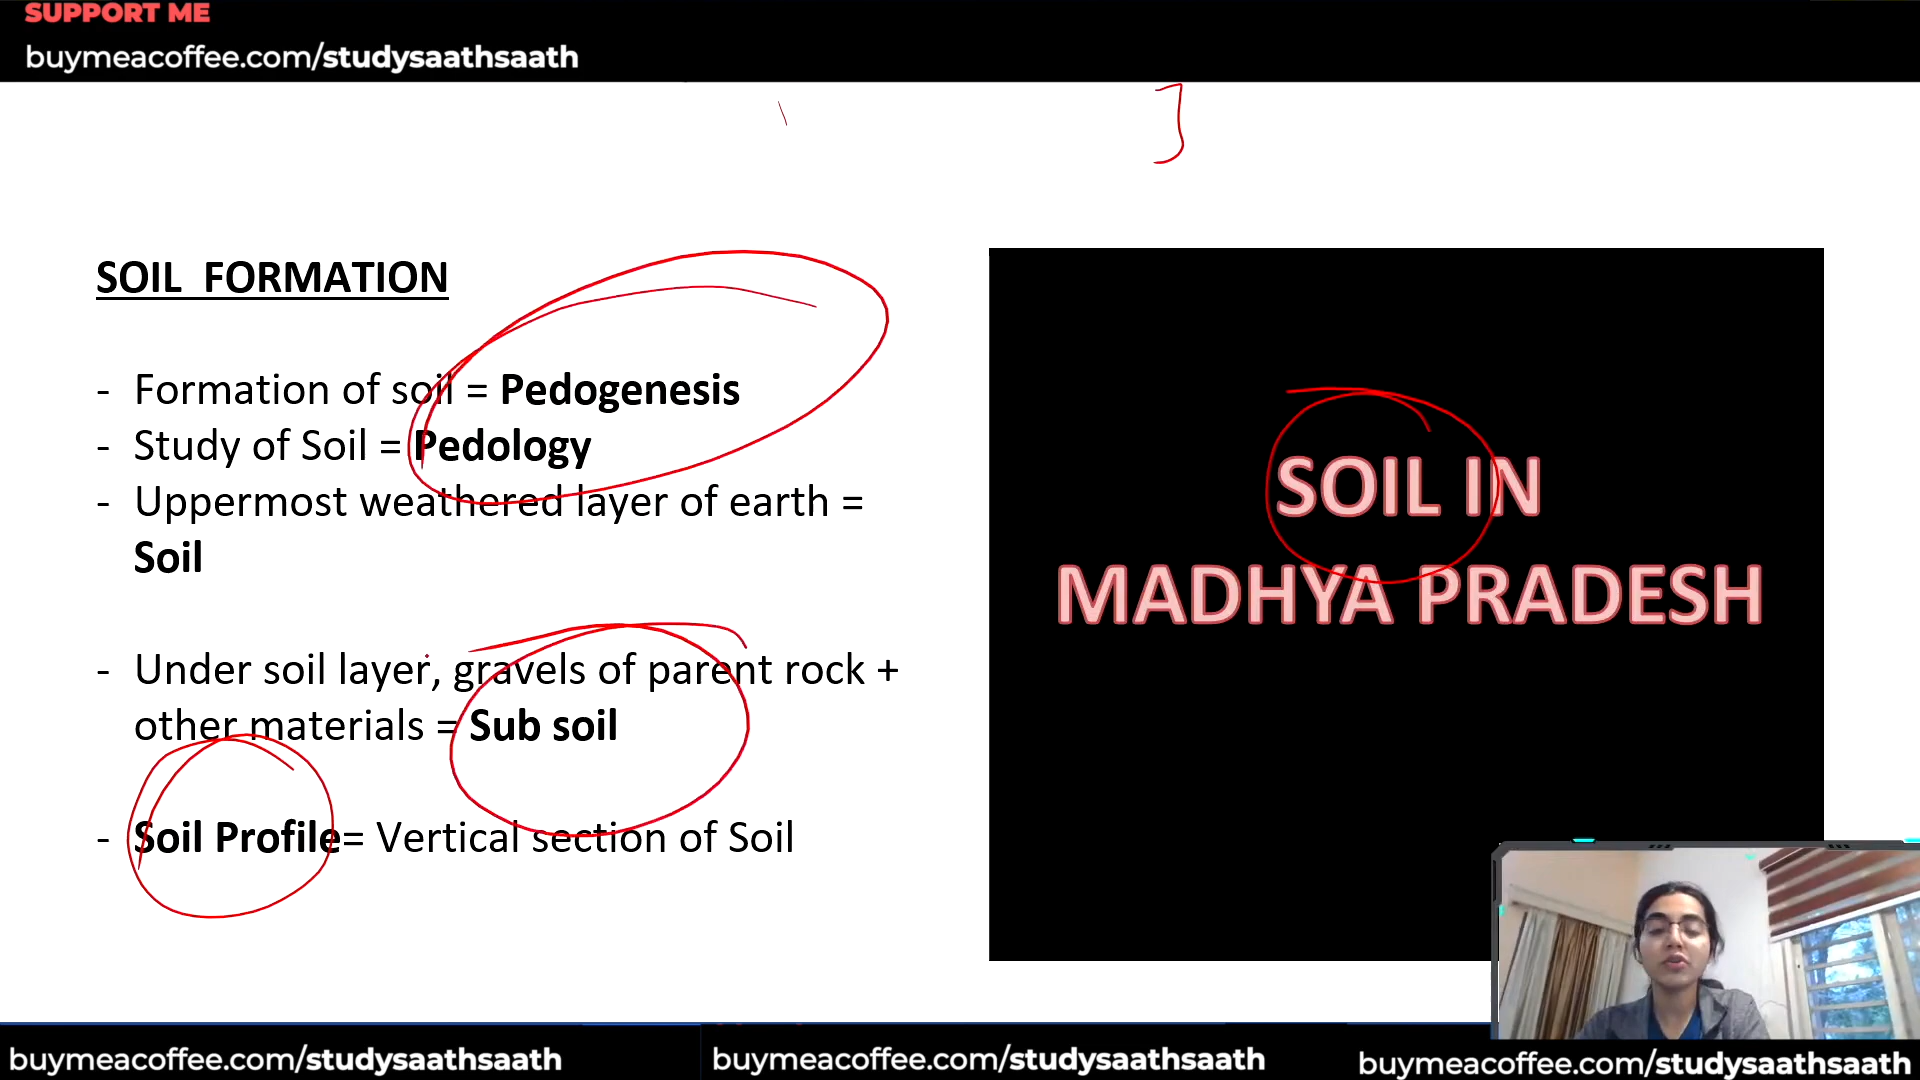 SUPPORT ME
buymeacoffee.com/studysaathsaath
SOIL FORMATION
- Formation of soil = Pedogenesis
- Study of Soil = Pedology
- Uppermost weathered layer of earth =
Soil
- Under soil layer, gravels of parent rock +
other materials = Sub soil
- Soil Profile= Vertical section of Soil
SOIL IN
MADHYA PRADESH
buymeacoffee.com/studysaathsaath
buymeacoffee.com/studysaathsaath
buymeacoffee.com/studysaathsaath